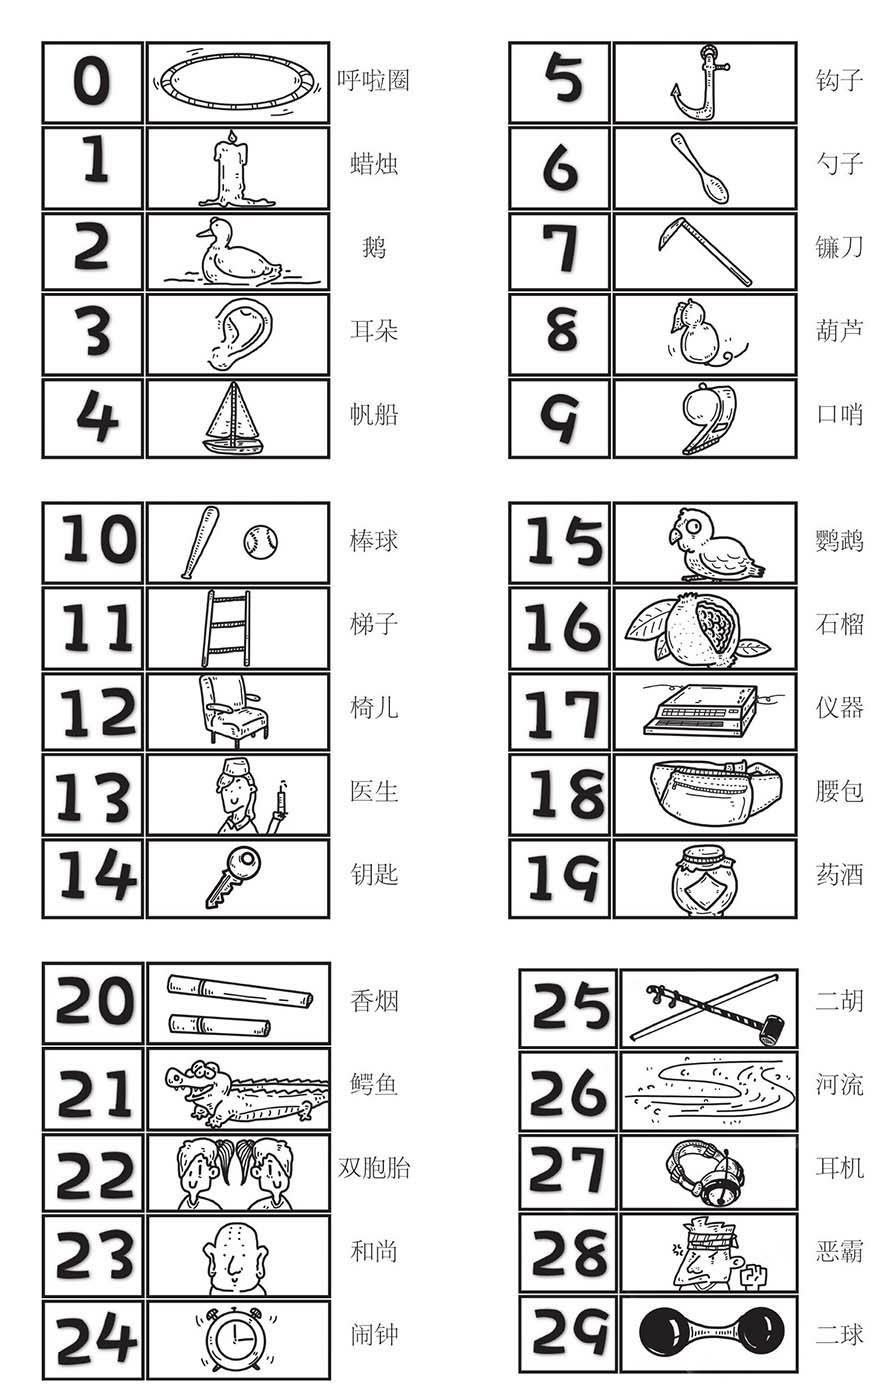 0 呼啦圈
1 蜡烛
2 鹅
3 耳朵
4 帆船
5 钩子
6 勺子
7 镰刀
8 葫芦
9 口哨
10 棒球
11 梯子
12 椅儿
13 医生
14 钥匙
15 鹦鹉
16 石榴
17 仪器
18 腰包
19 药酒
20 香烟
21 鳄鱼
22 双胞胎
23 和尚
24 闹钟
25 二胡
26 河流
27 耳机
28 恶霸
29 二球